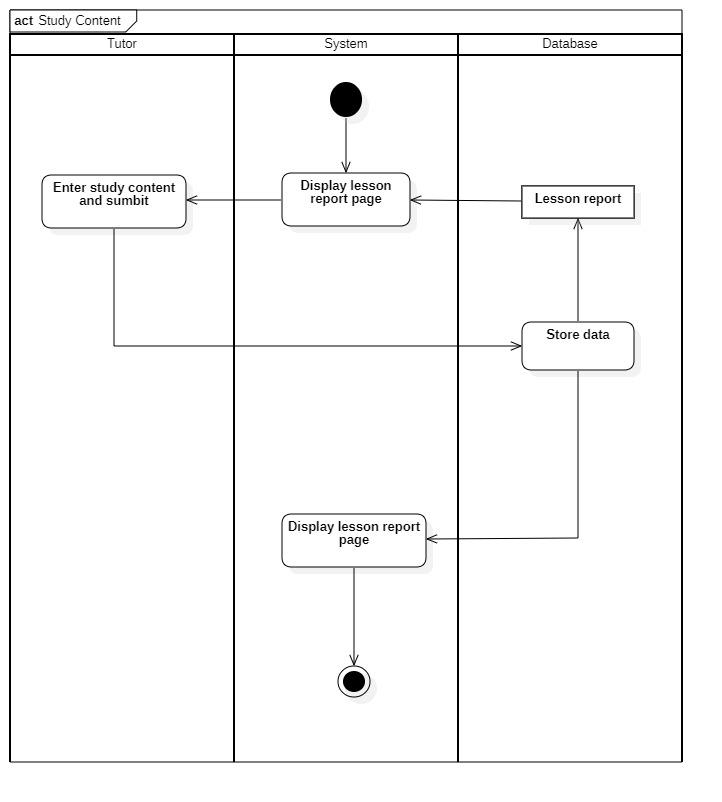 act Study Content
Tutor
System
Database
Enter study content
and sumbit
Display lesson
report page
Lesson report
Store data
Display lesson report
page